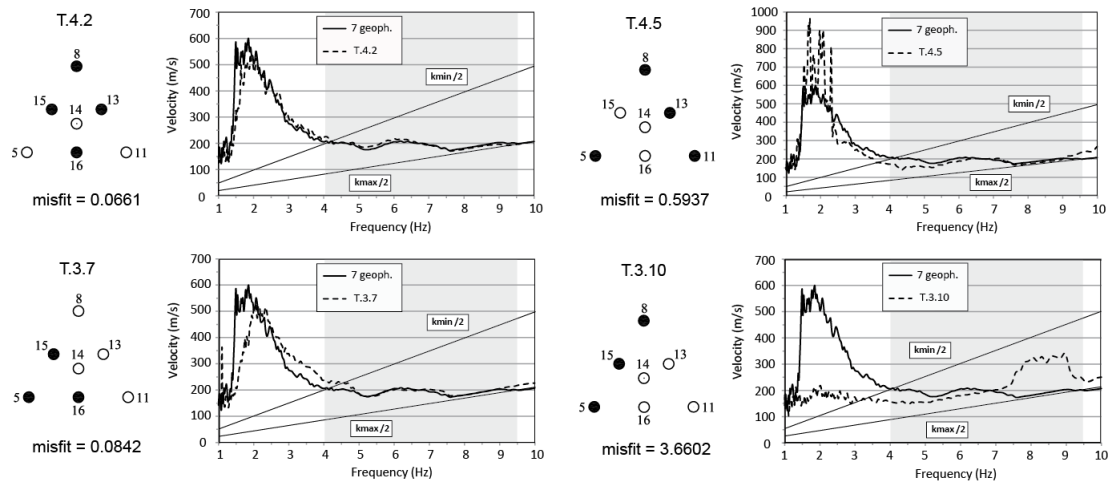 T.4.2
8
15
14
13
5
16
11
misfit = 0.0661
Velocity (m/s)
700
600
500
400
300
200
100
0
7 geoph.
T.4.2
kmin/2
kmax/2
1 2 3 4 5 6 7 8 9 10
Frequency (Hz)
T.4.5
8
15
14
13
5
16
11
misfit = 0.5937
Velocity (m/s)
1000
900
800
700
600
500
400
300
200
100
0
7 geoph.
T.4.5
kmin/2
kmax/2
1 2 3 4 5 6 7 8 9 10
Frequency (Hz)
T.3.7
8
15
14
13
5
16
11
misfit = 0.0842
Velocity (m/s)
700
600
500
400
300
200
100
0
7 geoph.
T.3.7
kmin/2
kmax/2
1 2 3 4 5 6 7 8 9 10
Frequency (Hz)
T.3.10
8
15
14
13
5
16
11
misfit = 3.6602
Velocity (m/s)
700
600
500
400
300
200
100
0
7 geoph.
T.3.10
kmin/2
kmax/2
1 2 3 4 5 6 7 8 9 10
Frequency (Hz)